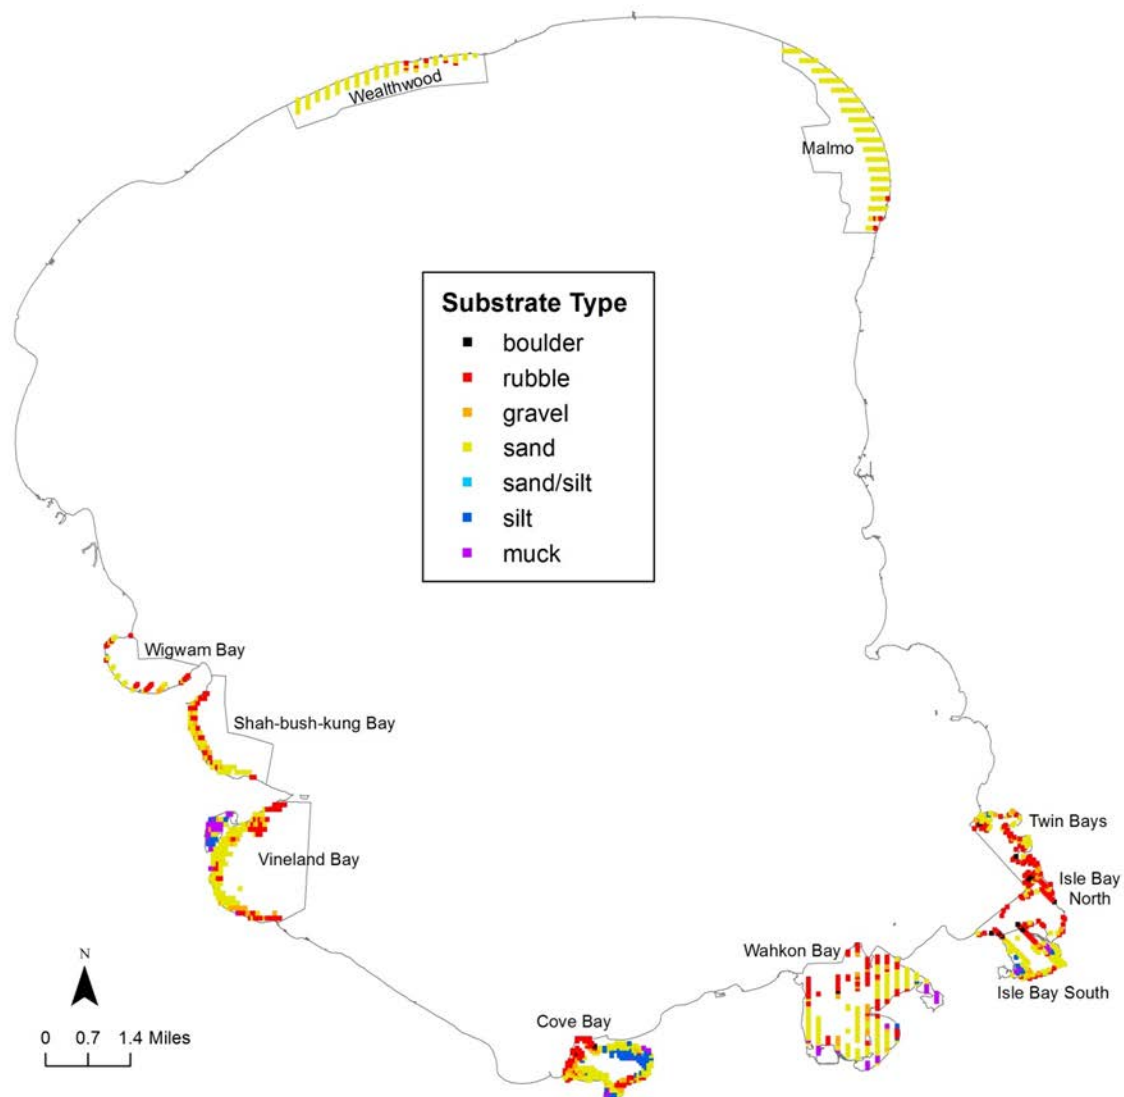 Wealthwood
Malmo
Substrate Type
boulder
rubble
gravel
sand
sand/silt
silt
muck
Wigwam Bay
Shah-bush-kung Bay
Vineland Bay
Twin Bays
Isle Bay
North
Wahkon Bay
Isle Bay South
Cove Bay
N
0 0.7 1.4 Miles